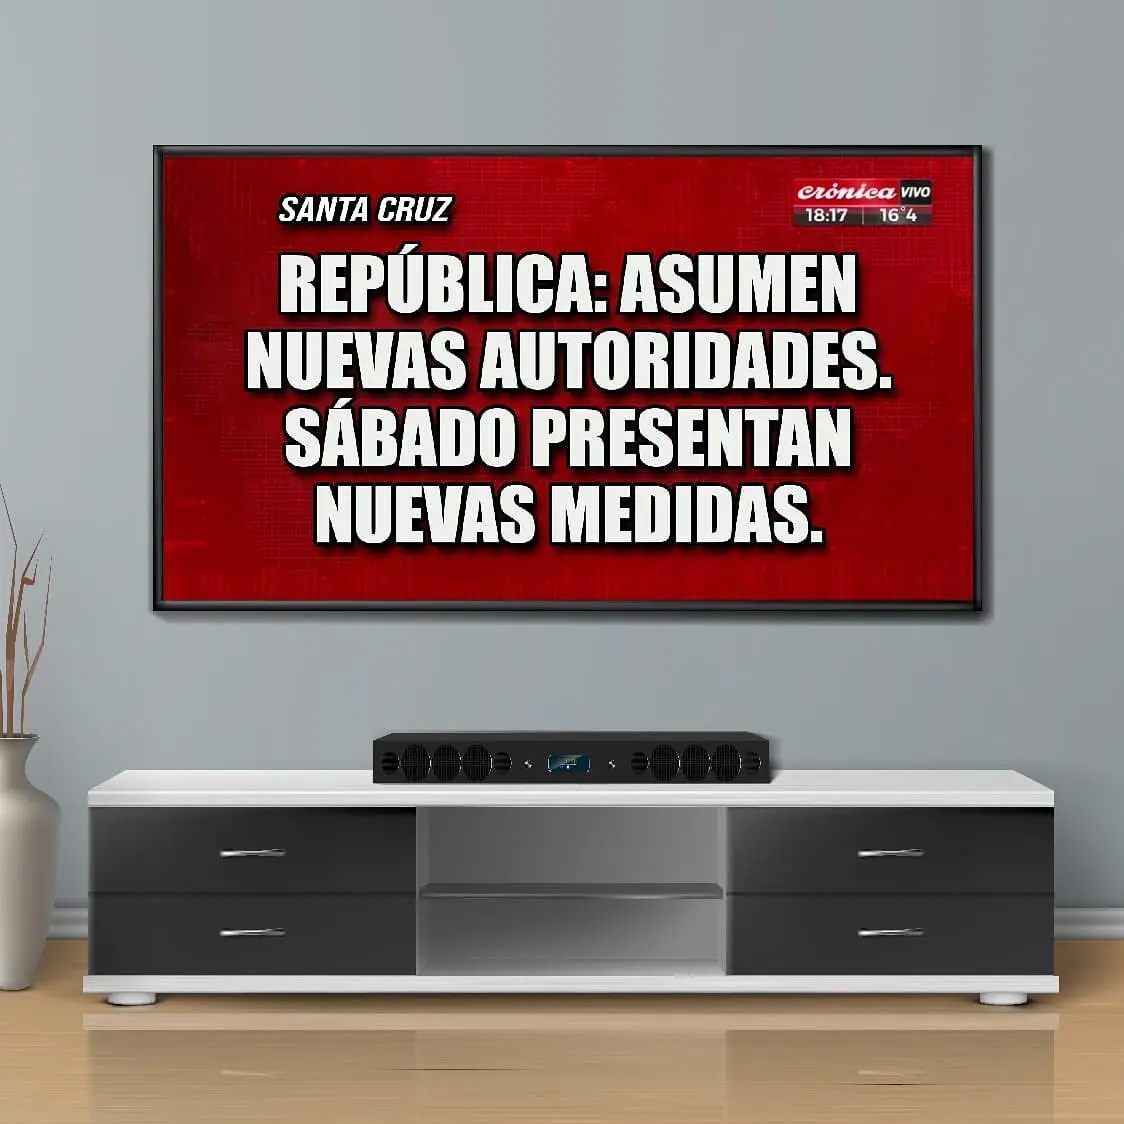 SANTA CRUZ
crónica VIVO
18:17 16°4
REPÚBLICA: ASUMEN
NUEVAS AUTORIDADES.
SÁBADO PRESENTAN
NUEVAS MEDIDAS.